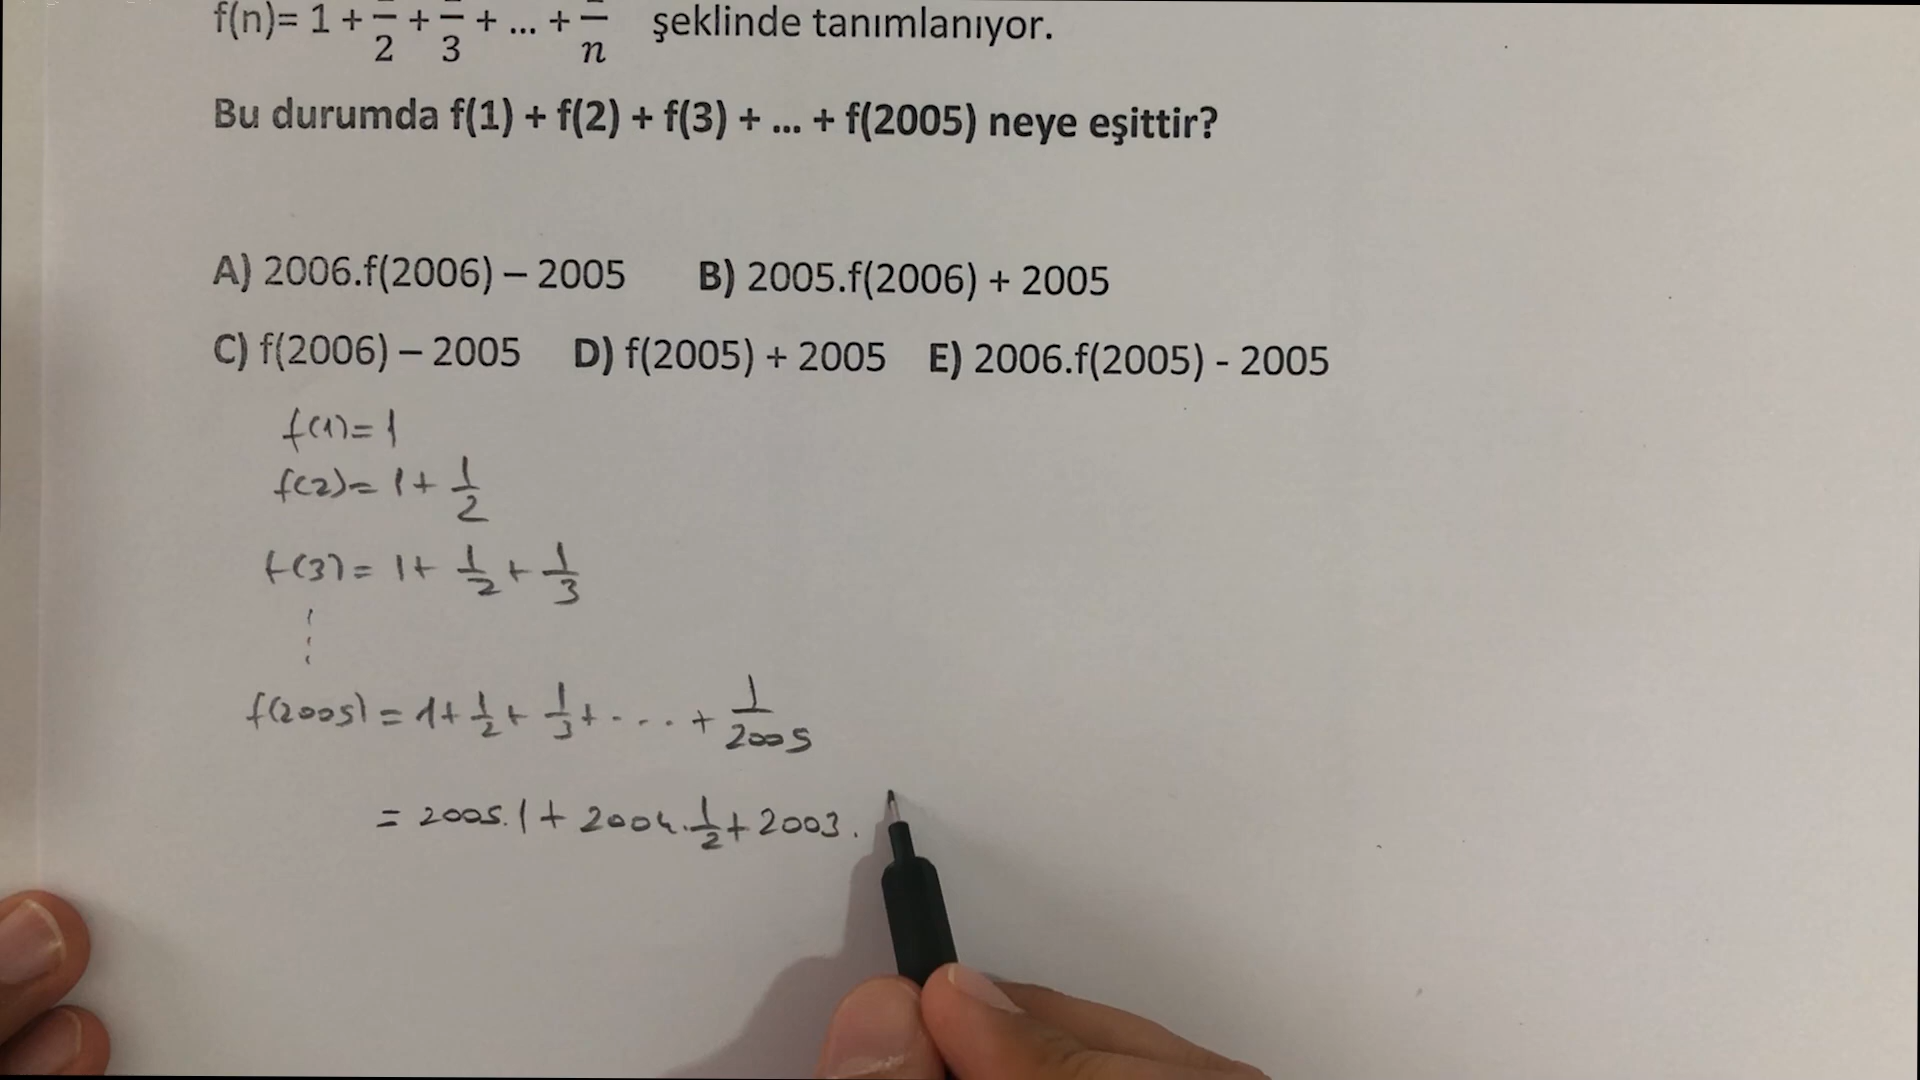 f(n)= 1 + 1/2 + 1/3 + ... + 1/n şeklinde tanımlanıyor.
Bu durumda f(1) + f(2) + f(3) + ... + f(2005) neye eşittir?
A) 2006.f(2006) – 2005 B) 2005.f(2006) + 2005
C) f(2006) – 2005 D) f(2005) + 2005 E) 2006.f(2005) - 2005
f(1)= 1
f(2)= 1 + 1/2
f(3)= 1 + 1/2 + 1/3
f(2005) = 1 + 1/2 + 1/3 + .... + 1/2005
= 2005.1 + 2004.1/2 + 2003.